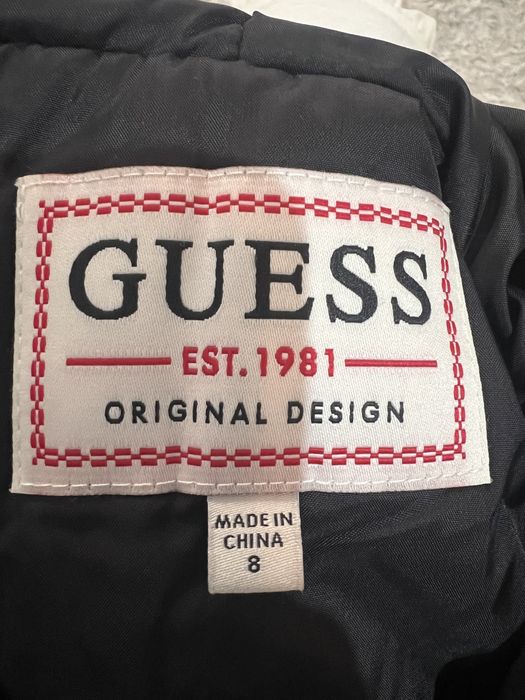 GUESS
EST. 1981
ORIGINAL DESIGN
MADE IN
CHINA
8